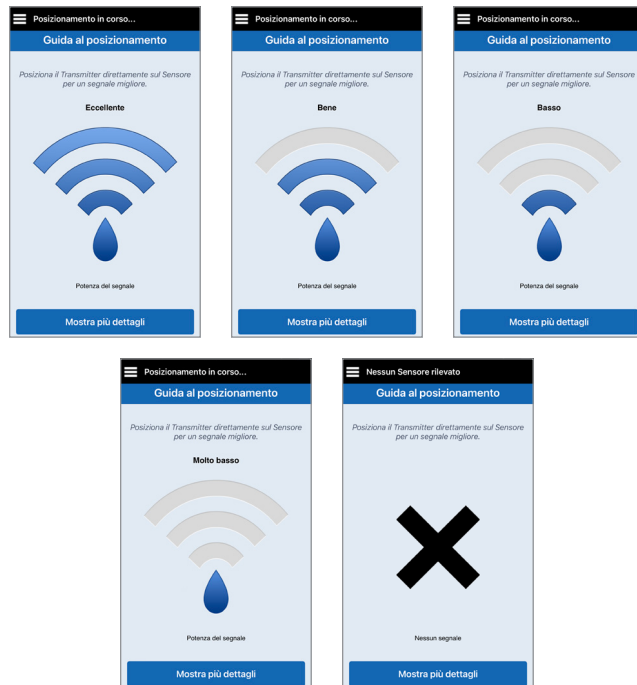 Posizionamento in corso...
Guida al posizionamento
Posiziona il Transmitter direttamente sul Sensore
per un segnale migliore.
Eccellente
Potenza del segnale
Mostra più dettagli
Posizionamento in corso...
Guida al posizionamento
Posiziona il Transmitter direttamente sul Sensore
per un segnale migliore.
Bene
Potenza del segnale
Mostra più dettagli
Posizionamento in corso...
Guida al posizionamento
Posiziona il Transmitter direttamente sul Sensore
per un segnale migliore.
Basso
Potenza del segnale
Mostra più dettagli
Posizionamento in corso...
Guida al posizionamento
Posiziona il Transmitter direttamente sul Sensore
per un segnale migliore.
Molto basso
Potenza del segnale
Mostra più dettagli
Nessun Sensore rilevato
Guida al posizionamento
Posiziona il Transmitter direttamente sul Sensore
per un segnale migliore.
Nessun segnale
Mostra più dettagli